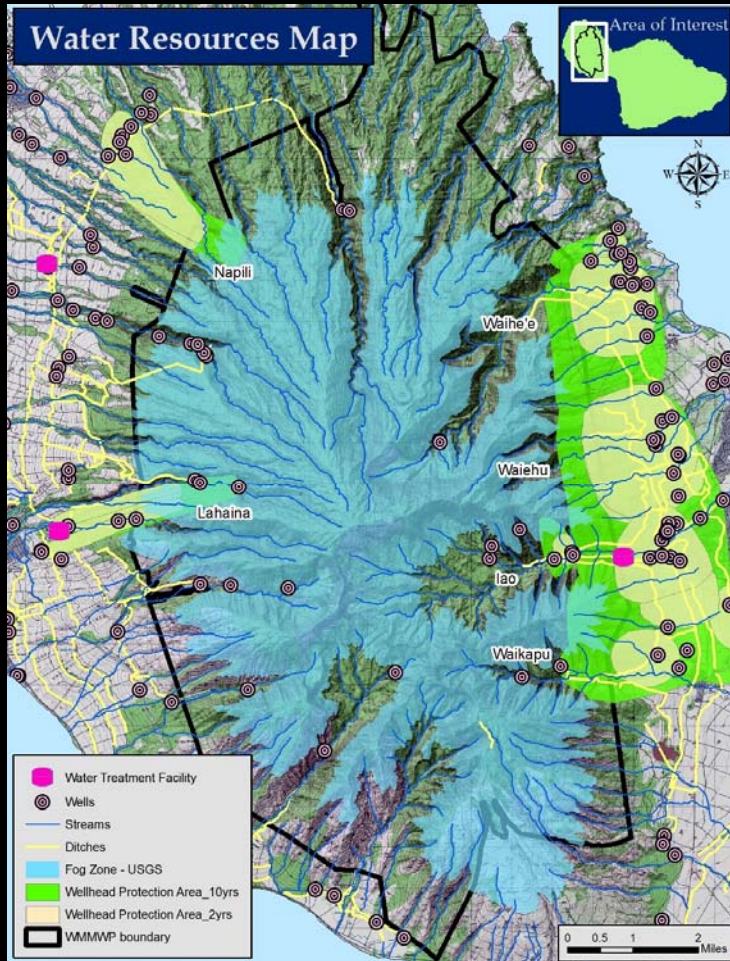 Water Resources Map
Area of Interest
N
W E
S
Napili
Waihe'e
Waiehu
Lahaina
Iao
Waikapu
Water Treatment Facility
Wells
Streams
Ditches
Fog Zone - USGS
Wellhead Protection Area_10yrs
Wellhead Protection Area_2yrs
WMMWP boundary
0 0.5 1 2
Miles